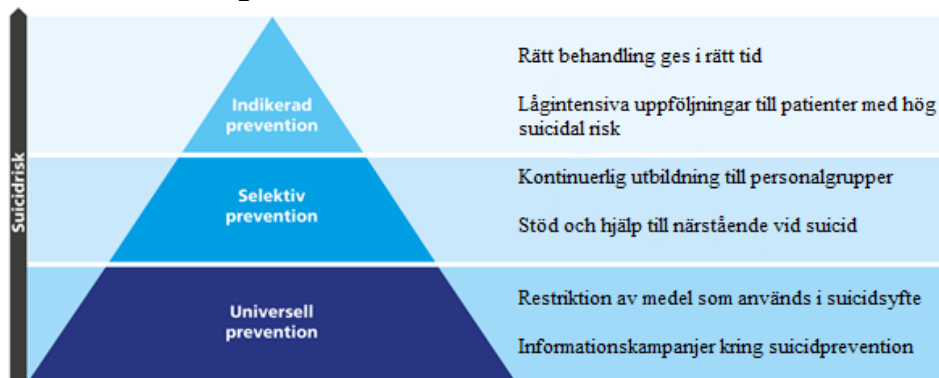 Suicidrisk
Indikerad
prevention
Rätt behandling ges i rätt tid
Lågintensiva uppföljningar till patienter med hög
suicidal risk
Selektiv
prevention
Kontinuerlig utbildning till personalgrupper
Stöd och hjälp till närstående vid suicid
Universell
prevention
Restriktion av medel som används i suicidsyfte
Informationskampanjer kring suicidprevention